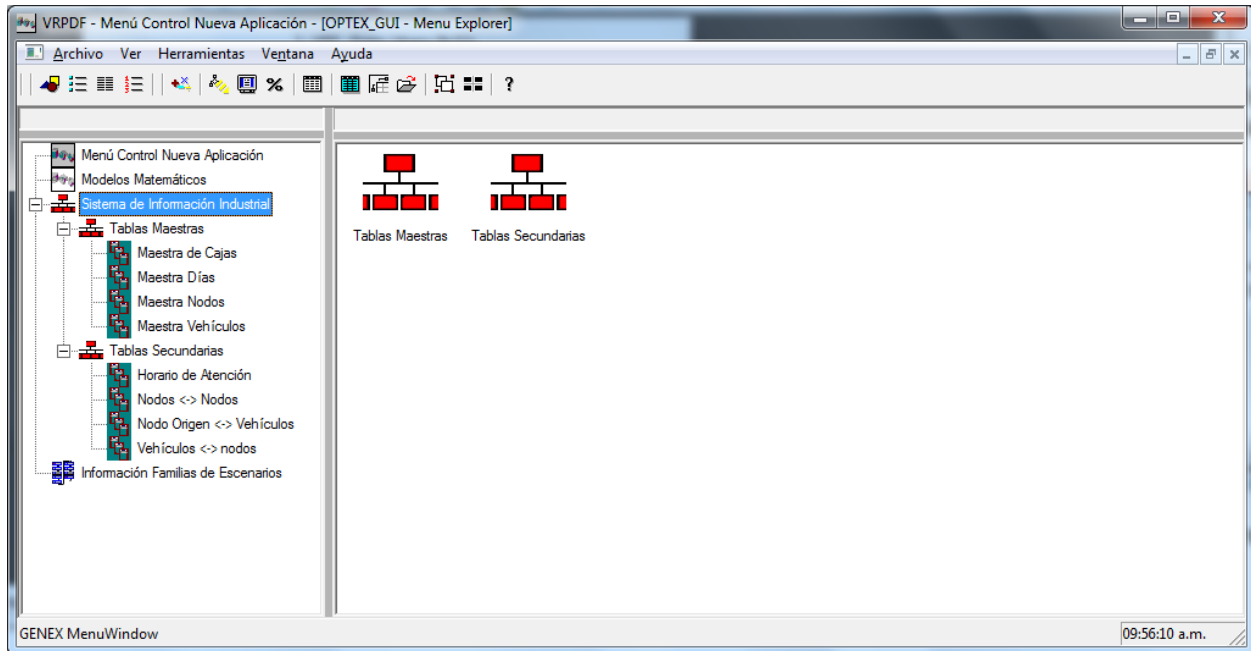 VRPDF - Menú Control Nueva Aplicación - [OPTEX_GUI - Menu Explorer]
Archivo Ver Herramientas Ventana Ayuda
Menú Control Nueva Aplicación
Modelos Matemáticos
Sistema de Información Industrial
Tablas Maestras
Maestra de Cajas
Maestra Días
Maestra Nodos
Maestra Vehículos
Tablas Secundarias
Horario de Atención
Nodos <-> Nodos
Nodo Origen <-> Vehículos
Vehículos <-> nodos
Información Familias de Escenarios
Tablas Maestras Tablas Secundarias
GENEX MenuWindow 09:56:10 a.m.